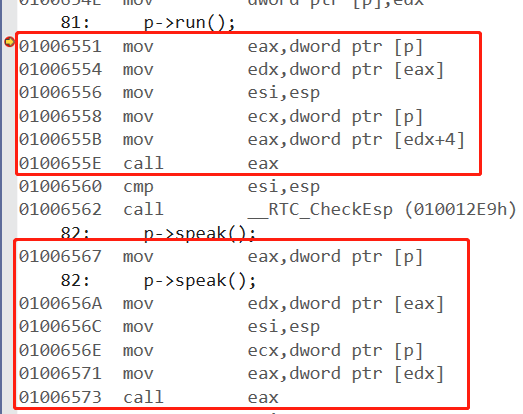 0100654E  mov         dword ptr [p],edx
    81:     p->run();
01006551  mov         eax,dword ptr [p]
01006554  mov         edx,dword ptr [eax]
01006556  mov         esi,esp
01006558  mov         ecx,dword ptr [p]
0100655B  mov         eax,dword ptr [edx+4]
0100655E  call        eax
01006560  cmp         esi,esp
01006562  call        __RTC_CheckEsp (010012E9h)
    82:     p->speak();
01006567  mov         eax,dword ptr [p]
    82:     p->speak();
0100656A  mov         edx,dword ptr [eax]
0100656C  mov         esi,esp
0100656E  mov         ecx,dword ptr [p]
01006571  mov         eax,dword ptr [edx]
01006573  call        eax